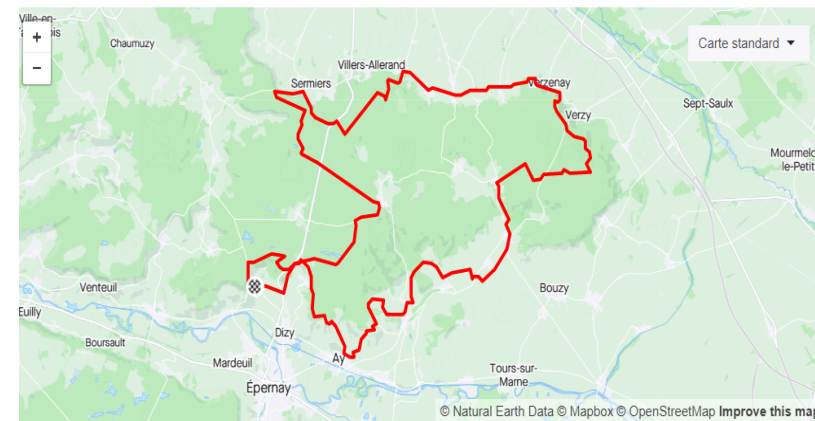 Ville-en-
+
Chaumuzy
Carte standard
Villers-Allerand
-
Sermiers
Verzenay
Sept-Saulx
Verzy
Mourmelo
le-Petit
Venteuil
Bouzy
Euilly
Dizy
Boursault
Ay
Mardeuil
Tours-sur-
Marne
Épernay
© Natural Earth Data © Mapbox © OpenStreetMap Improve this map